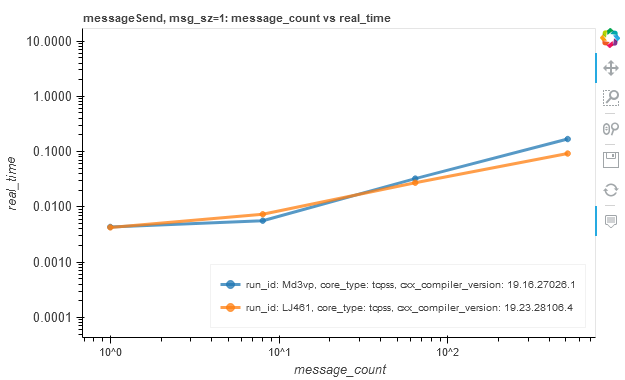 messageSend, msg_sz=1: message_count vs real_time
10.0000
1.0000
0.1000
0.0100
0.0010
0.0001
real_time
run_id: Md3vp, core_type: tcpss, cxx_compiler_version: 19.16.27026.1
run_id: LJ461, core_type: tcpss, cxx_compiler_version: 19.23.28106.4
10^0
10^1
10^2
message_count